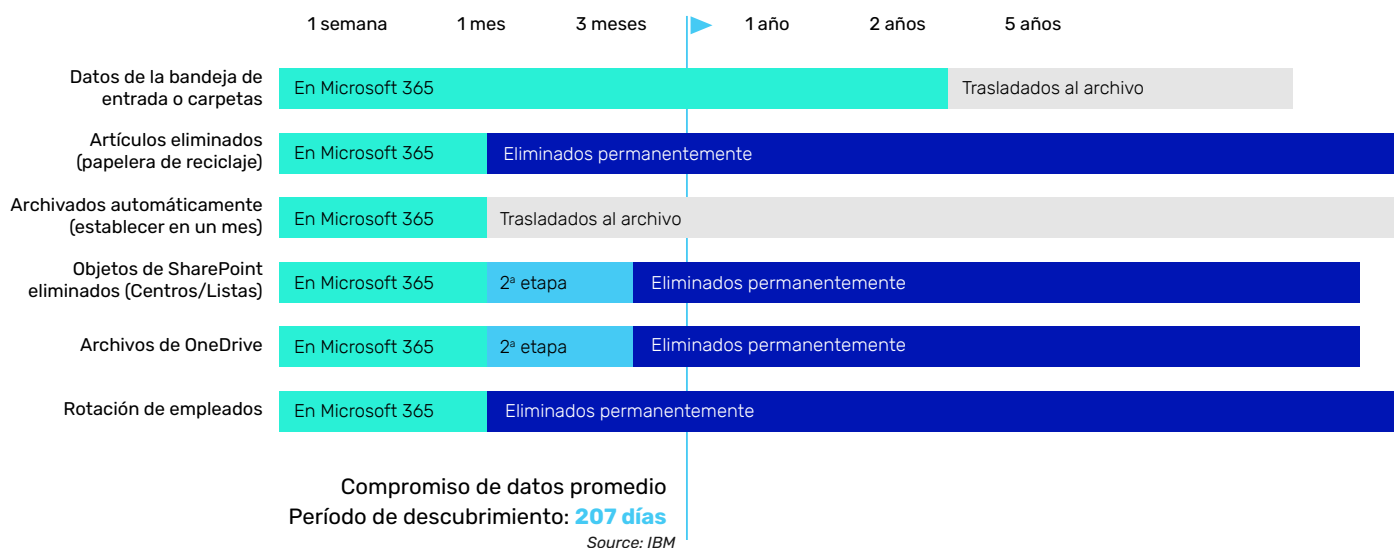 1 semana 1 mes 3 meses 1 año 2 años 5 años
Datos de la bandeja de
entrada o carpetas
En Microsoft 365 Trasladados al archivo
Artículos eliminados
(papelera de reciclaje)
En Microsoft 365 Eliminados permanentemente
Archivados automáticamente
(establecer en un mes)
En Microsoft 365 Trasladados al archivo
Objetos de SharePoint
eliminados (Centros/Listas)
En Microsoft 365 2ª etapa Eliminados permanentemente
Archivos de OneDrive En Microsoft 365 2ª etapa Eliminados permanentemente
Rotación de empleados En Microsoft 365 Eliminados permanentemente
Compromiso de datos promedio
Período de descubrimiento: 207 días
Source: IBM